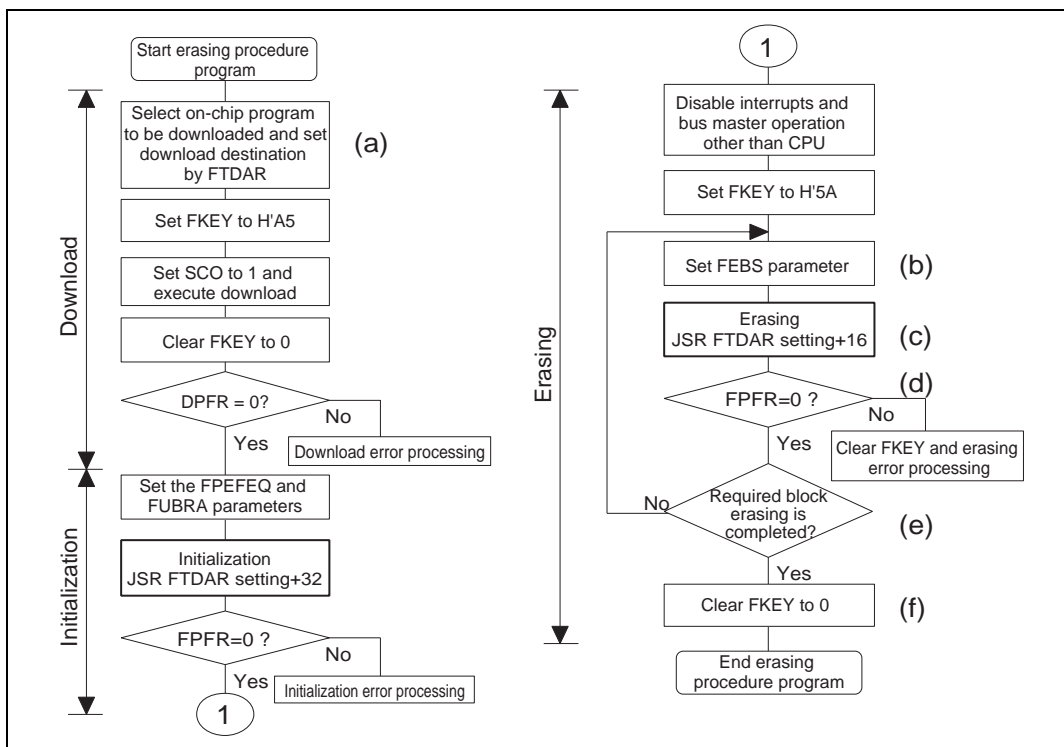 Start erasing procedure
program
Select on-chip program
to be downloaded and set
download destination
by FTDAR
(a)
Set FKEY to H'A5
Set SCO to 1 and
execute download
Clear FKEY to 0
DPFR = 0?
No
Yes
Download error processing
Download
Set the FPEFEQ and
FUBRA parameters
Initialization
JSR FTDAR setting+32
FPFR=0 ?
No
Yes
Initialization error processing
Initialization
1
1
Disable interrupts and
bus master operation
other than CPU
Set FKEY to H'5A
Set FEBS parameter
(b)
Erasing
JSR FTDAR setting+16
(c)
(d)
FPFR=0 ?
No
Yes
Clear FKEY and erasing
error processing
Erasing
No
Required block
erasing is
completed?
(e)
Yes
Clear FKEY to 0
(f)
End erasing
procedure program